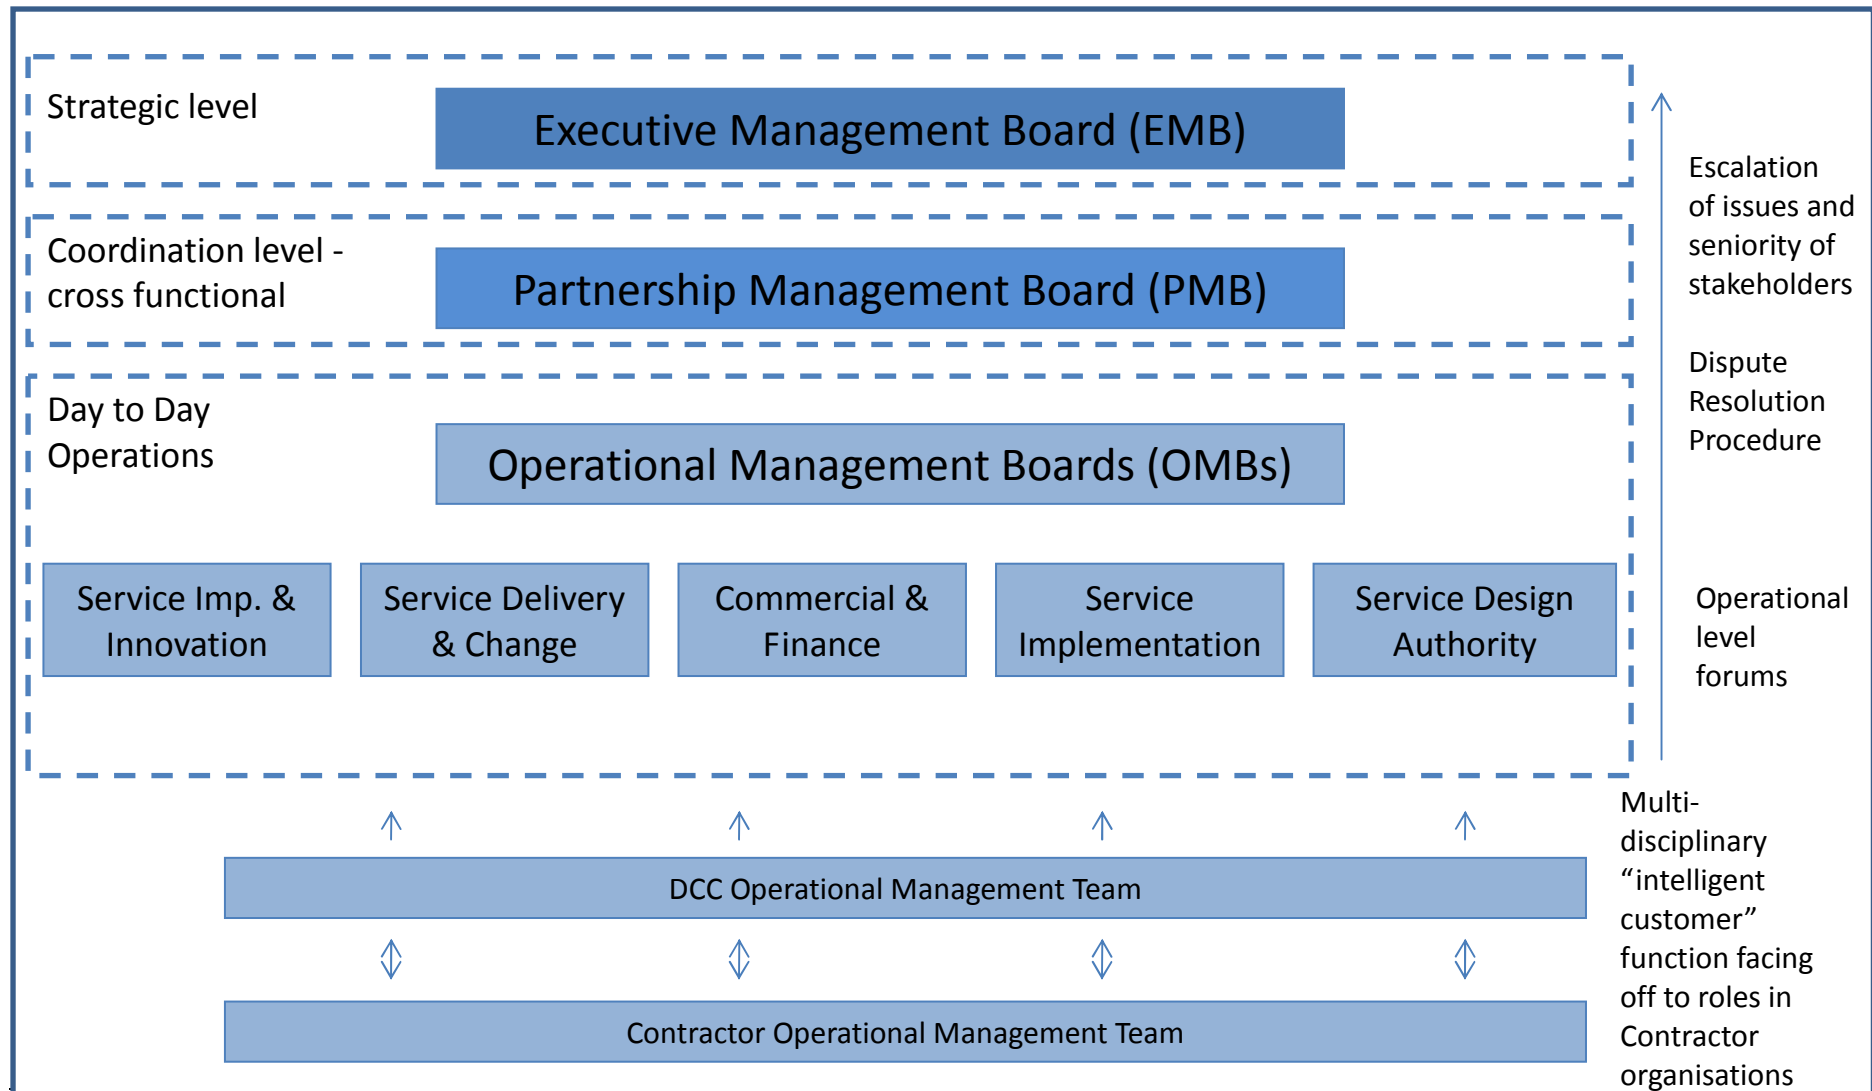 Strategic level
Executive Management Board (EMB)
Coordination level -
cross functional
Partnership Management Board (PMB)
Day to Day
Operations
Operational Management Boards (OMBs)
Service Imp. &
Innovation
Service Delivery
& Change
Commercial &
Finance
Service
Implementation
Service Design
Authority
DCC Operational Management Team
Contractor Operational Management Team
Escalation
of issues and
seniority of
stakeholders
Dispute
Resolution
Procedure
Operational
level
forums
Multi-
disciplinary
“intelligent
customer”
function facing
off to roles in
Contractor
organisations